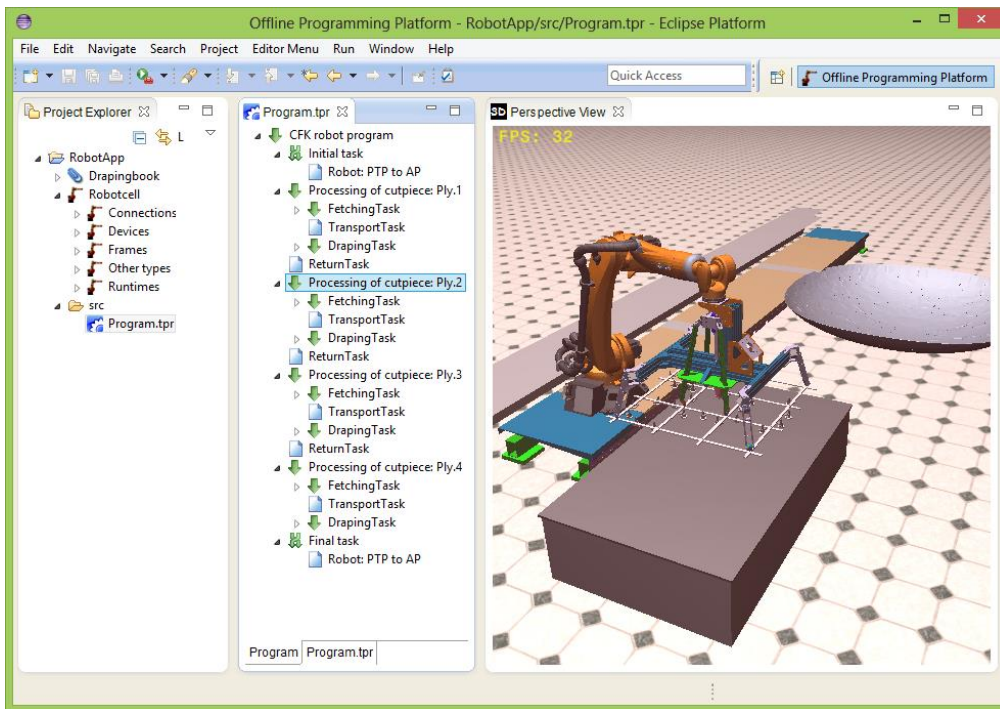 Offline Programming Platform - RobotApp/src/Program.tpr - Eclipse Platform
File Edit Navigate Search Project Editor Menu Run Window Help
Quick Access
Offline Programming Platform
Project Explorer
L
RobotApp
Drapingbook
Robotcell
Connections
Devices
Frames
Other types
Runtimes
src
Program.tpr
Program.tpr
CFK robot program
Initial task
Robot: PTP to AP
Processing of cutpiece: Ply.1
FetchingTask
TransportTask
DrapingTask
ReturnTask
Processing of cutpiece: Ply.2
FetchingTask
TransportTask
DrapingTask
ReturnTask
Processing of cutpiece: Ply.3
FetchingTask
TransportTask
DrapingTask
ReturnTask
Processing of cutpiece: Ply.4
FetchingTask
TransportTask
DrapingTask
Final task
Robot: PTP to AP
Program Program.tpr
3D Perspective View
FPS: 32